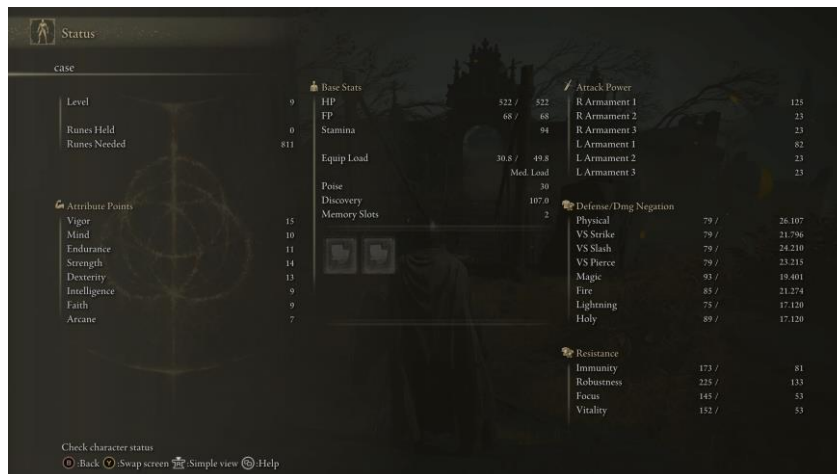 Status
case
Level 9
Runes Held 0
Runes Needed 811
Attribute Points
Vigor 15
Mind 10
Endurance 11
Strength 14
Dexterity 13
Intelligence 9
Faith 9
Arcane 7
Base Stats
HP 522 / 522
FP 68 / 68
Stamina 94
Equip Load 30.8 / 49.8
Med. Load
Poise 30
Discovery 107.0
Memory Slots 2
Attack Power
R Armament 1 125
R Armament 2 23
R Armament 3 23
L Armament 1 82
L Armament 2 23
L Armament 3 23
Defense/Dmg Negation
Physical 79 / 26.107
VS Strike 79 / 21.796
VS Slash 79 / 24.210
VS Pierce 79 / 23.215
Magic 93 / 19.401
Fire 85 / 21.274
Lightning 75 / 17.120
Holy 89 / 17.120
Resistance
Immunity 173 / 81
Robustness 225 / 133
Focus 145 / 53
Vitality 152 / 53
Check character status
B :Back Y :Swap screen :Simple view :Help